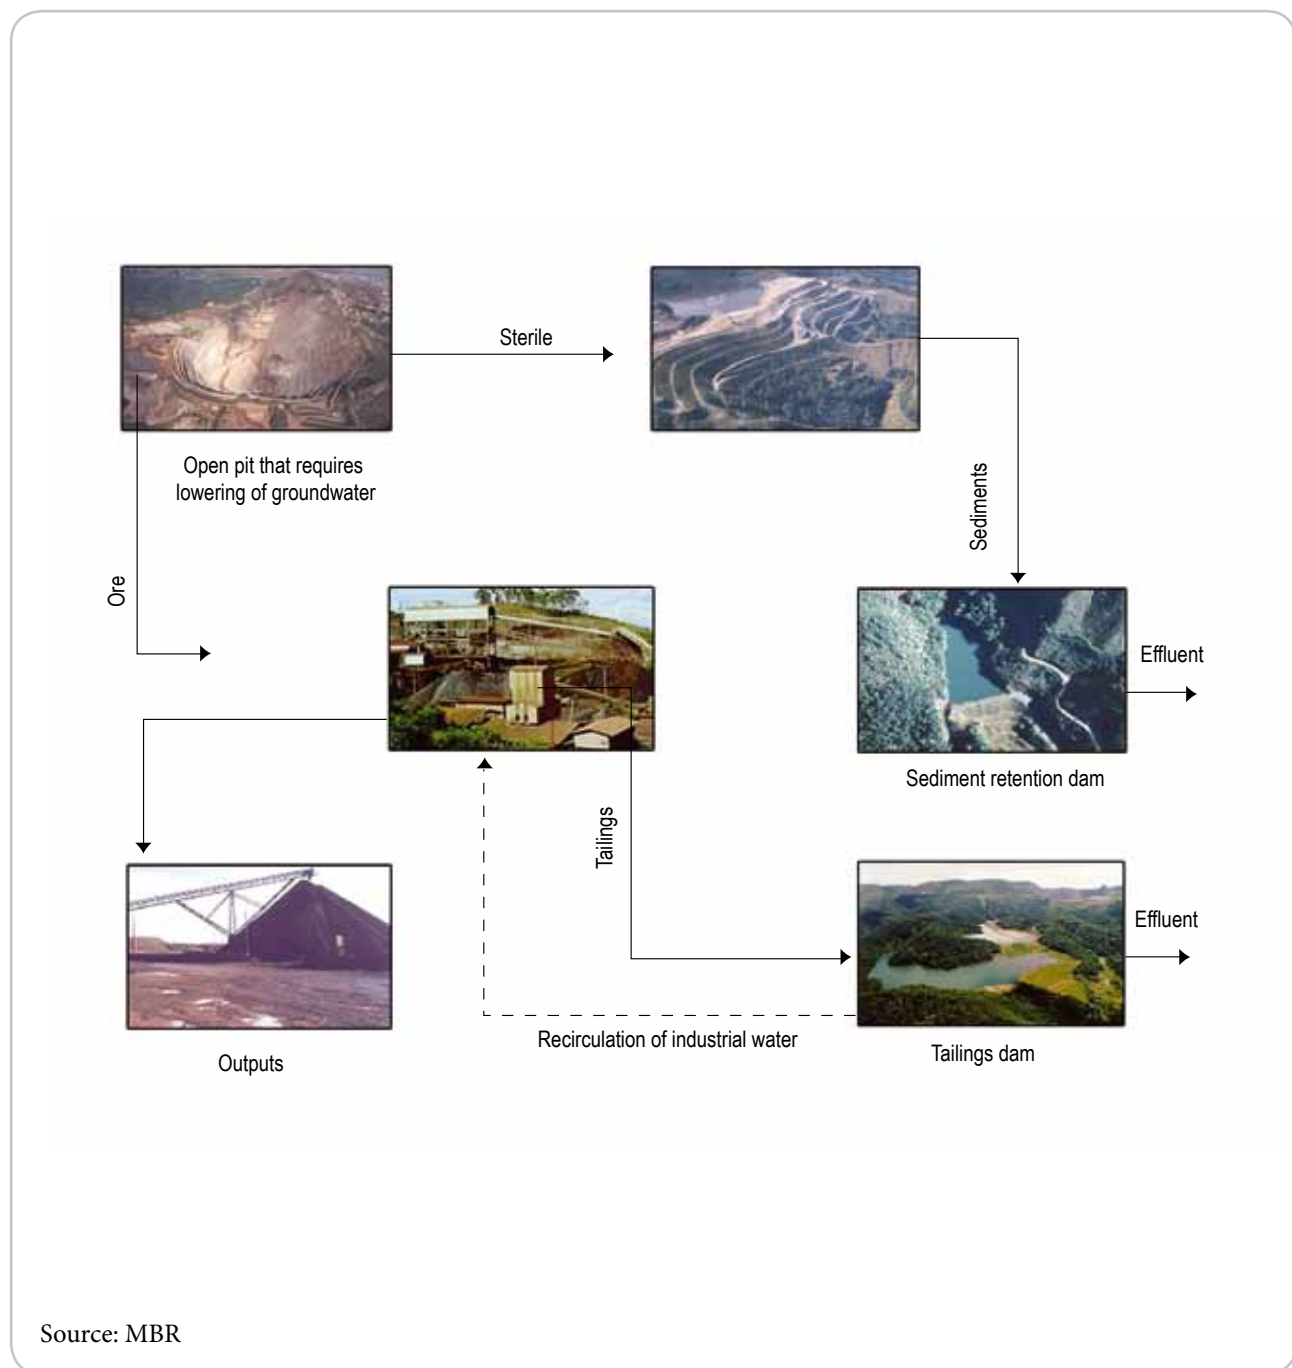 Sterile
Open pit that requires
lowering of groundwater
Sediments
Ore
Effluent
Sediment retention dam
Tailings
Effluent
Recirculation of industrial water
Tailings dam
Outputs
Source: MBR